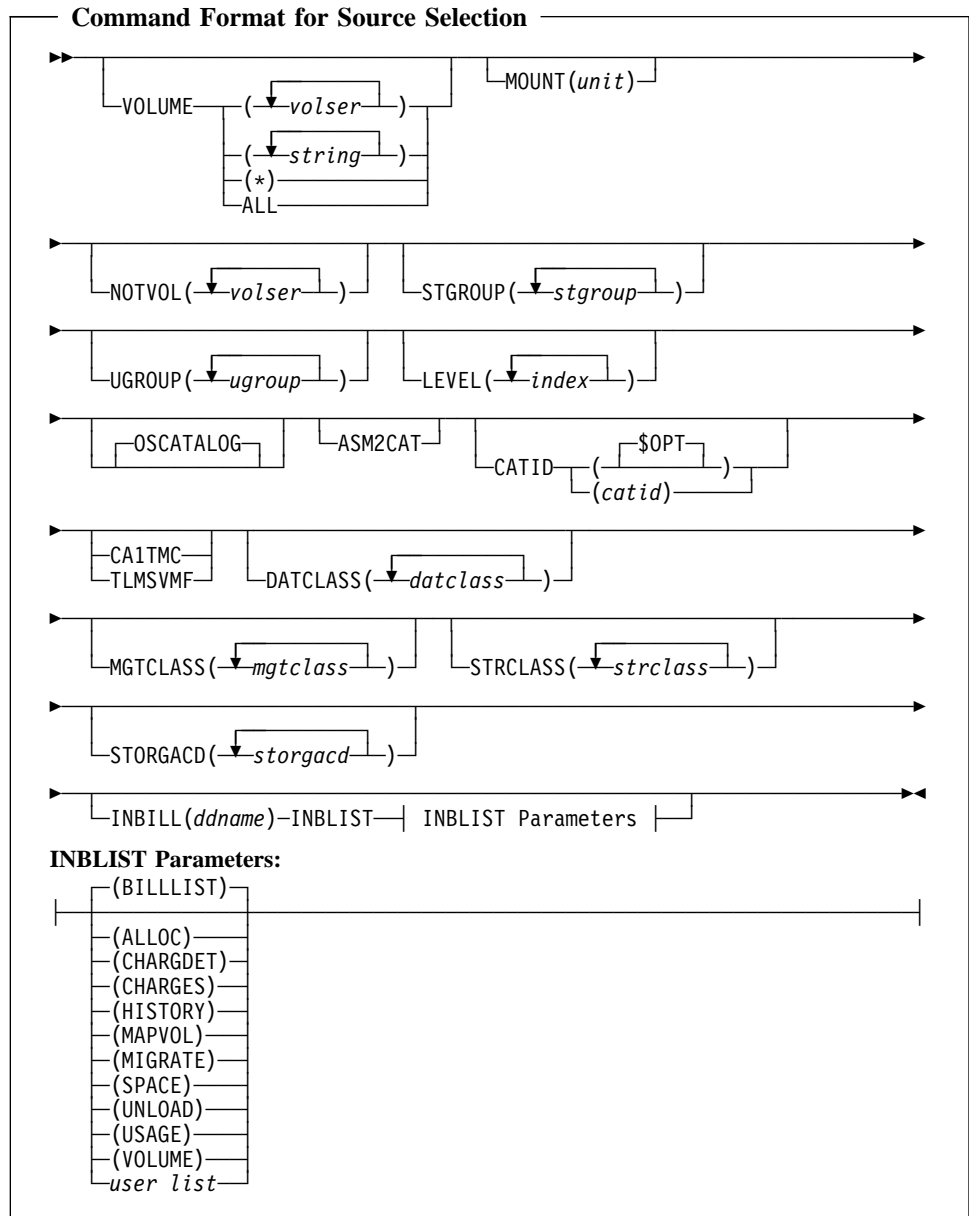 Command Format for Source Selection
MOUNT(unit)
VOLUME ( volser )
( string )
(*)
ALL
NOTVOL( volser ) STGROUP( stgroup )
UGROUP( ugroup ) LEVEL( index )
OSCATALOG ASM2CAT $OPT
CATID ( )
(catid)
CA1TMC
TLMSVMF DATCLASS( datclass )
MGTCLASS( mgtclass ) STRCLASS( strclass )
STORGACD( storgacd )
INBILL(ddname) INBLIST INBLIST Parameters
INBLIST Parameters:
(BILLLIST)
(ALLOC)
(CHARGDET)
(CHARGES)
(HISTORY)
(MAPVOL)
(MIGRATE)
(SPACE)
(UNLOAD)
(USAGE)
(VOLUME)
user list